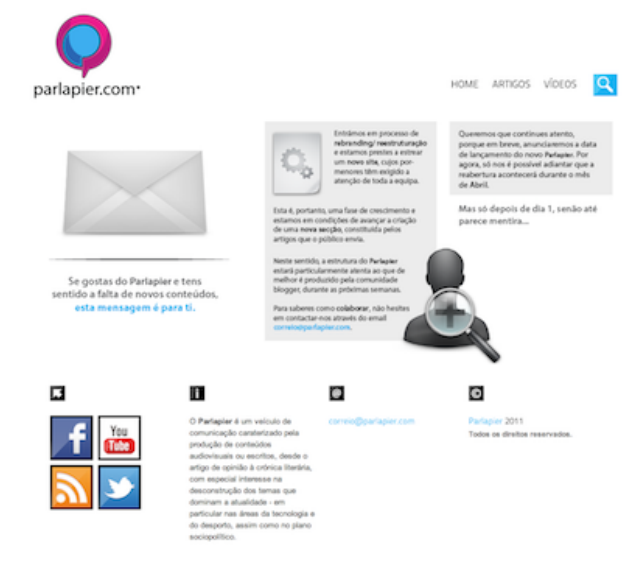 parlapier.com
HOME ARTIGOS VÍDEOS
Se gostas do Parlapier e tens
sentido a falta de novos conteúdos,
esta mensagem é para ti.
Entrámos em processo de
rebranding/ reestruturação
e estamos prestes a estrear
um novo site, cujos por-
menores têm exigido a
atenção de toda a equipa.
Esta é, portanto, uma fase de crescimento e
estamos em condições de avançar a criação
de uma nova secção, constituída pelos
artigos que o público envia.
Neste sentido, a estrutura do Parlapier
estará particularmente atenta ao que de
melhor é produzido pela comunidade
blogger, durante as próximas semanas.
Para saberes como colaborar, não hesites
em contactar-nos através do email
correio@parlapier.com.
Queremos que continues atento,
porque em breve, anunciaremos a data
de lançamento do novo Parlapier. Por
agora, só nos é possível adiantar que a
reabertura acontecerá durante o mês
de Abril.
Mas só depois de dia 1, senão até
parece mentira...
f
You
Tube
i
O Parlapier é um veículo de
comunicação caraterizado pela
produção de conteúdos
audiovisuais ou escritos, desde o
artigo de opinião à crónica literária,
com especial interesse na
desconstrução dos temas que
dominam a atualidade - em
particular nas áreas da tecnologia e
do desporto, assim como no plano
sociopolítico.
@
correio@parlapier.com
©
Parlapier 2011
Todos os direitos reservados.